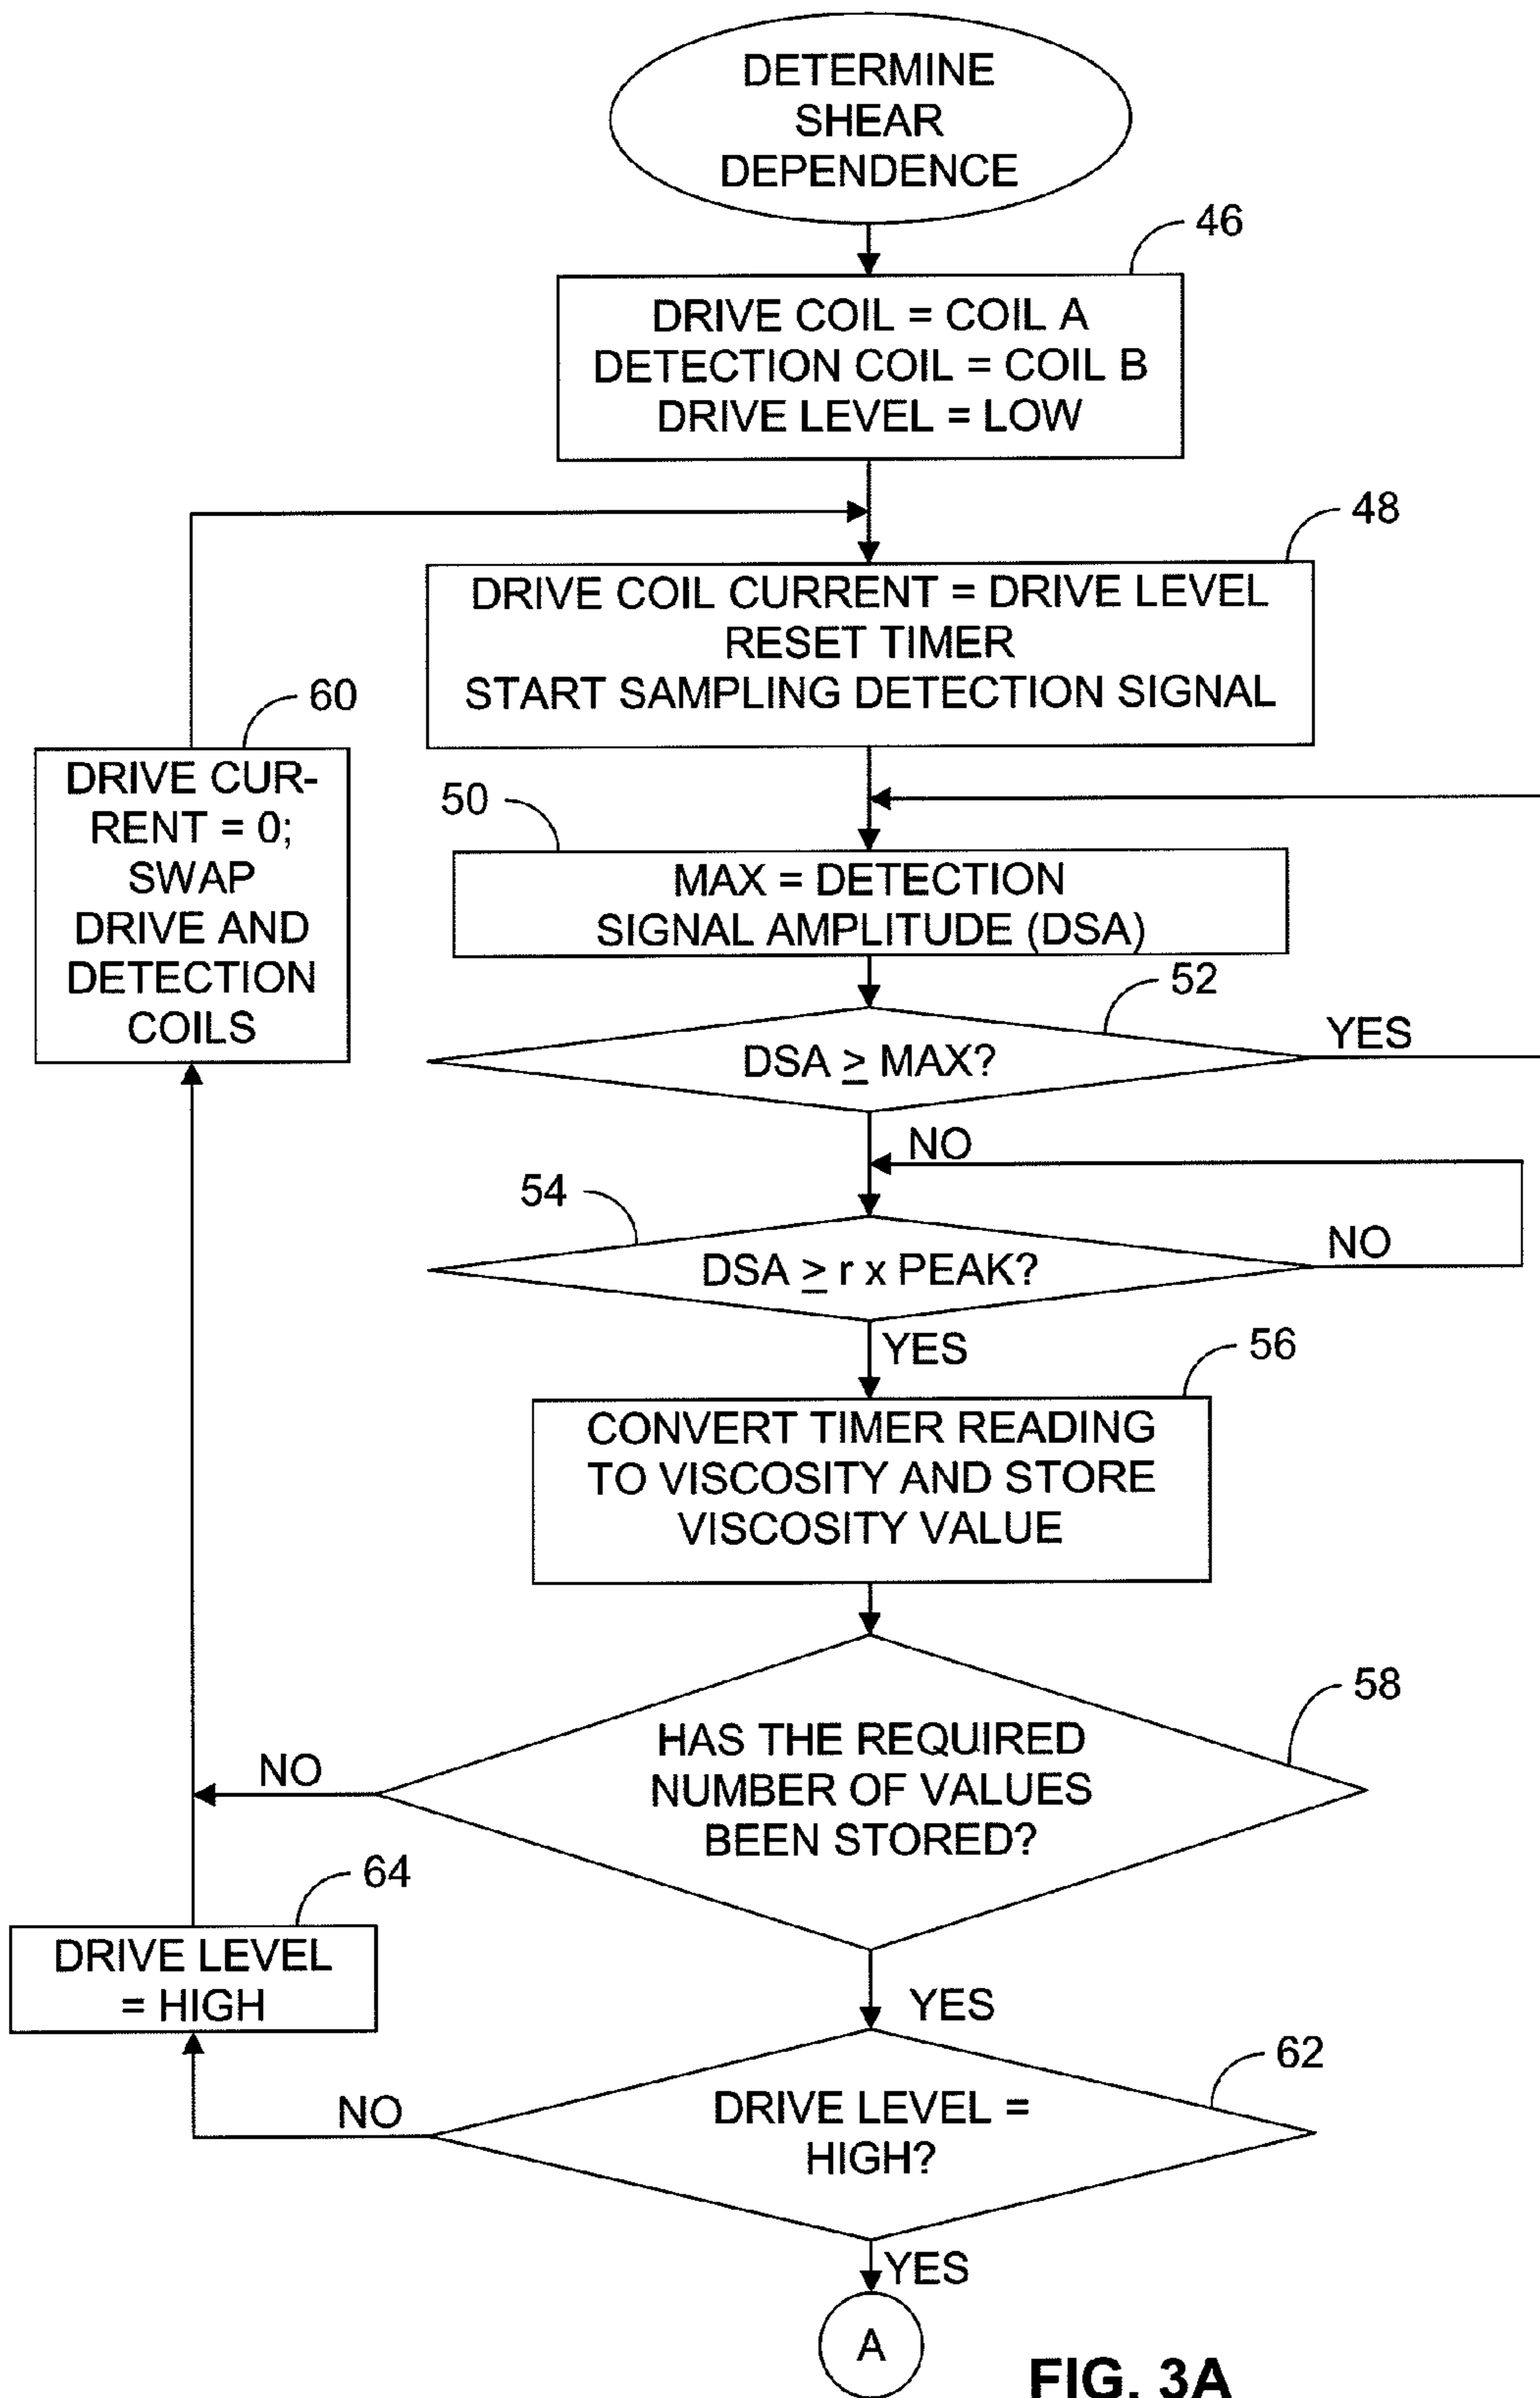 DETERMINE
SHEAR
DEPENDENCE
46
DRIVE COIL = COIL A
DETECTION COIL = COIL B
DRIVE LEVEL = LOW
48
DRIVE COIL CURRENT = DRIVE LEVEL
RESET TIMER
START SAMPLING DETECTION SIGNAL
60
DRIVE CUR-
RENT = 0;
SWAP
DRIVE AND
DETECTION
COILS
50
MAX = DETECTION
SIGNAL AMPLITUDE (DSA)
52
DSA ≥ MAX?
YES
NO
54
DSA ≥ r x PEAK?
NO
YES
56
CONVERT TIMER READING
TO VISCOSITY AND STORE
VISCOSITY VALUE
58
HAS THE REQUIRED
NUMBER OF VALUES
BEEN STORED?
NO
YES
64
DRIVE LEVEL
= HIGH
62
DRIVE LEVEL =
HIGH?
NO
YES
A
FIG. 3A